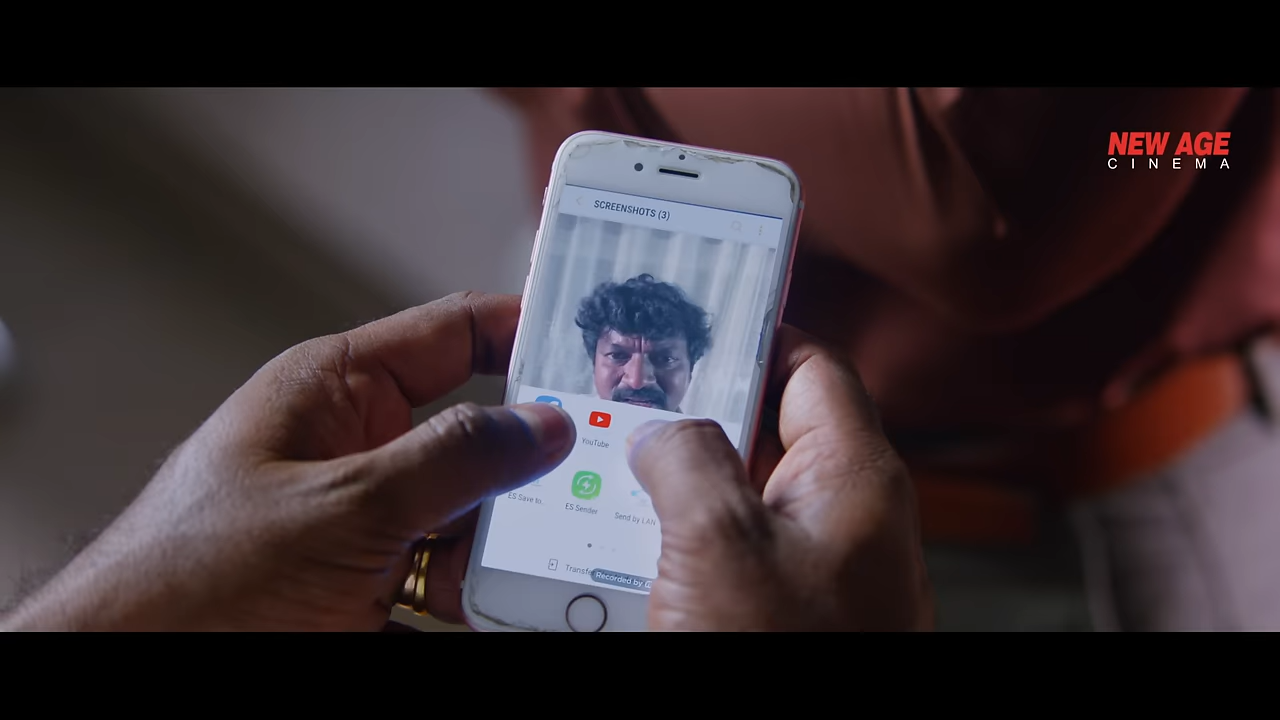 NEW AGE
CINEMA
SCREENSHOTS (3)
YouTube
ES Save to..
ES Sender
Send by LAN
Recorded by